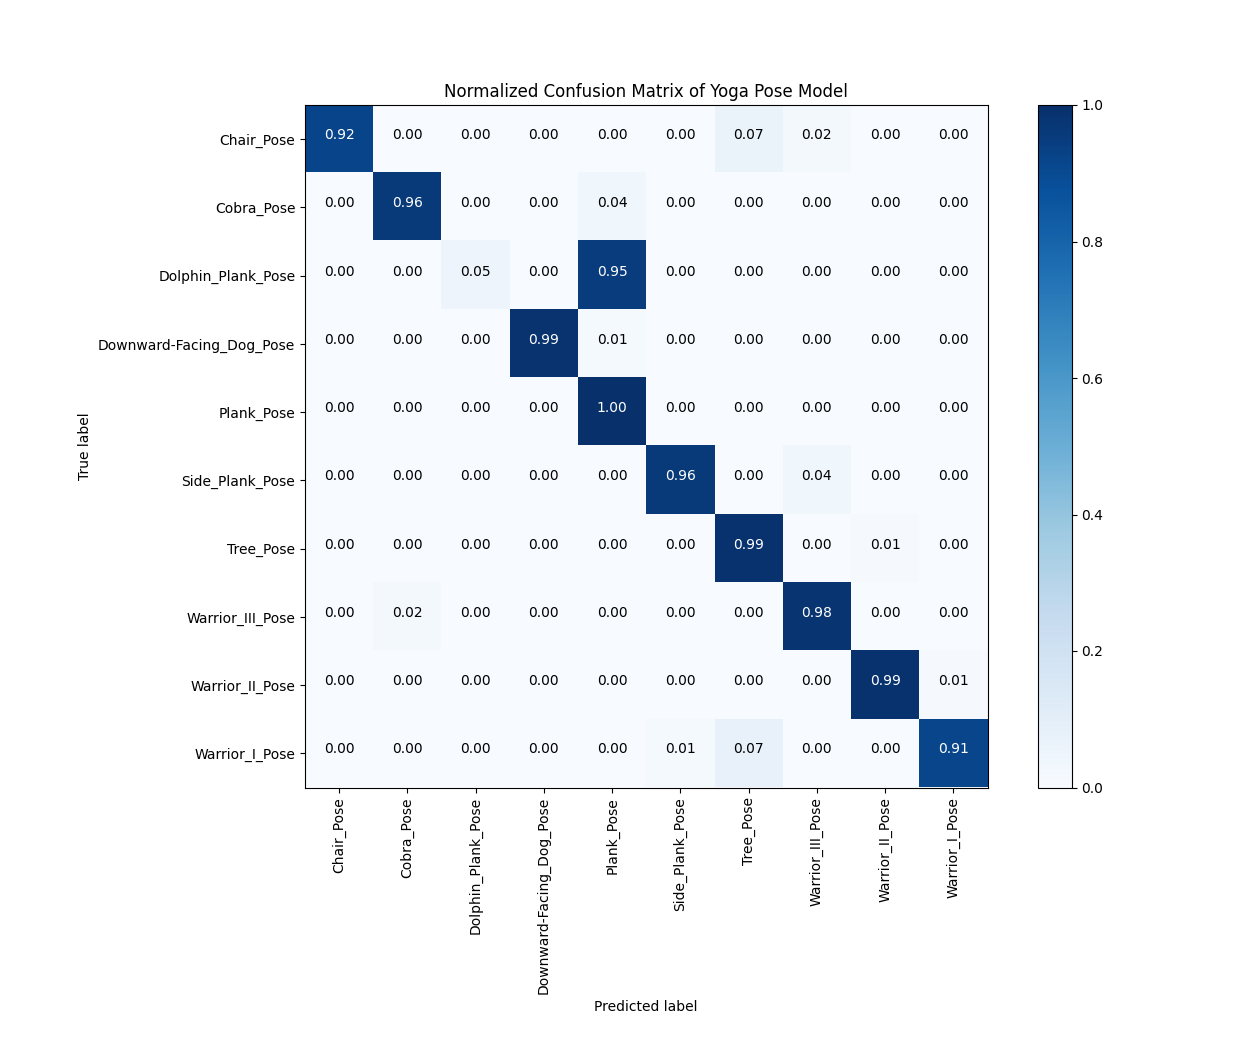 Normalized Confusion Matrix of Yoga Pose Model
Chair_Pose 0.92 0.00 0.00 0.00 0.00 0.00 0.07 0.02 0.00 0.00
Cobra_Pose 0.00 0.96 0.00 0.00 0.04 0.00 0.00 0.00 0.00 0.00
Dolphin_Plank_Pose 0.00 0.00 0.05 0.00 0.95 0.00 0.00 0.00 0.00 0.00
Downward-Facing_Dog_Pose 0.00 0.00 0.00 0.99 0.01 0.00 0.00 0.00 0.00 0.00
Plank_Pose 0.00 0.00 0.00 0.00 1.00 0.00 0.00 0.00 0.00 0.00
Side_Plank_Pose 0.00 0.00 0.00 0.00 0.00 0.96 0.00 0.04 0.00 0.00
Tree_Pose 0.00 0.00 0.00 0.00 0.00 0.00 0.99 0.00 0.01 0.00
Warrior_III_Pose 0.00 0.02 0.00 0.00 0.00 0.00 0.00 0.98 0.00 0.00
Warrior_II_Pose 0.00 0.00 0.00 0.00 0.00 0.00 0.00 0.00 0.99 0.01
Warrior_I_Pose 0.00 0.00 0.00 0.00 0.00 0.01 0.07 0.00 0.00 0.91
True label
Chair_Pose
Cobra_Pose
Dolphin_Plank_Pose
Downward-Facing_Dog_Pose
Plank_Pose
Side_Plank_Pose
Tree_Pose
Warrior_III_Pose
Warrior_II_Pose
Warrior_I_Pose
Predicted label
1.0
0.8
0.6
0.4
0.2
0.0